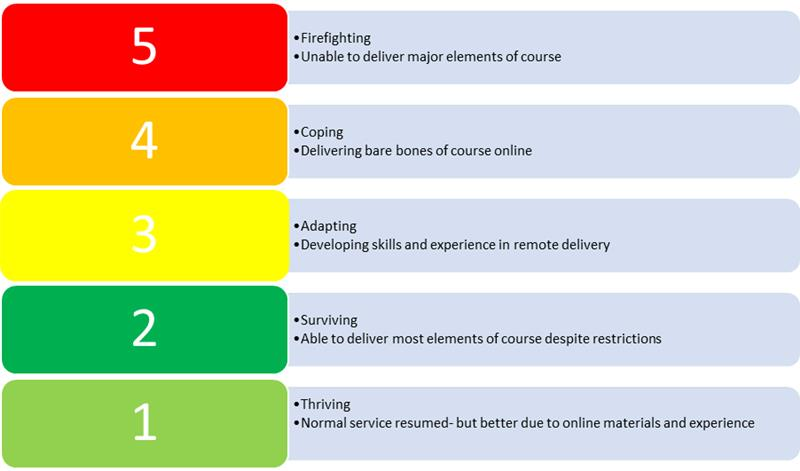 5
•Firefighting
•Unable to deliver major elements of course
4
•Coping
•Delivering bare bones of course online
3
•Adapting
•Developing skills and experience in remote delivery
2
•Surviving
•Able to deliver most elements of course despite restrictions
1
•Thriving
•Normal service resumed- but better due to online materials and experience